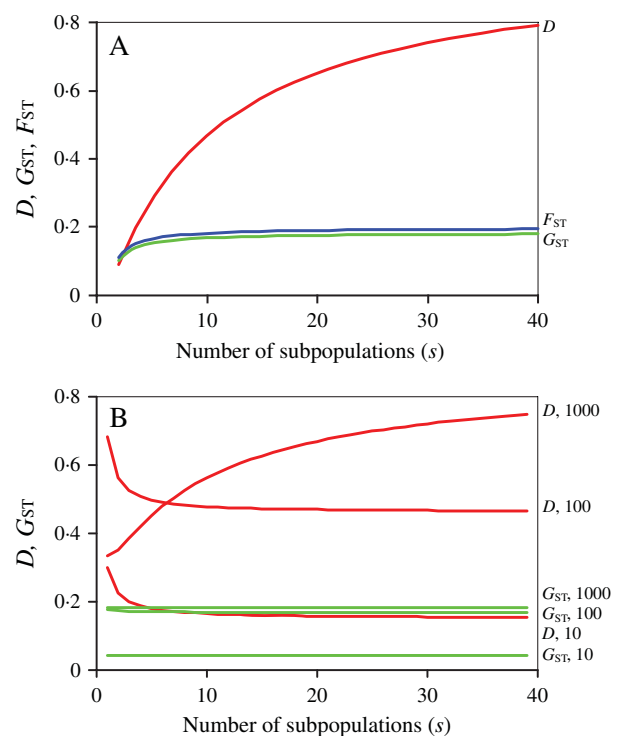 A
D, GST, FST
0·8
0·6
0·4
0·2
0
0
10
20
30
40
D
FST
GST
Number of subpopulations (s)
B
D, GST
0·8
0·6
0·4
0·2
0
0
10
20
30
40
D, 1000
D, 100
GST, 1000
GST, 100
D, 10
GST, 10
Number of subpopulations (s)